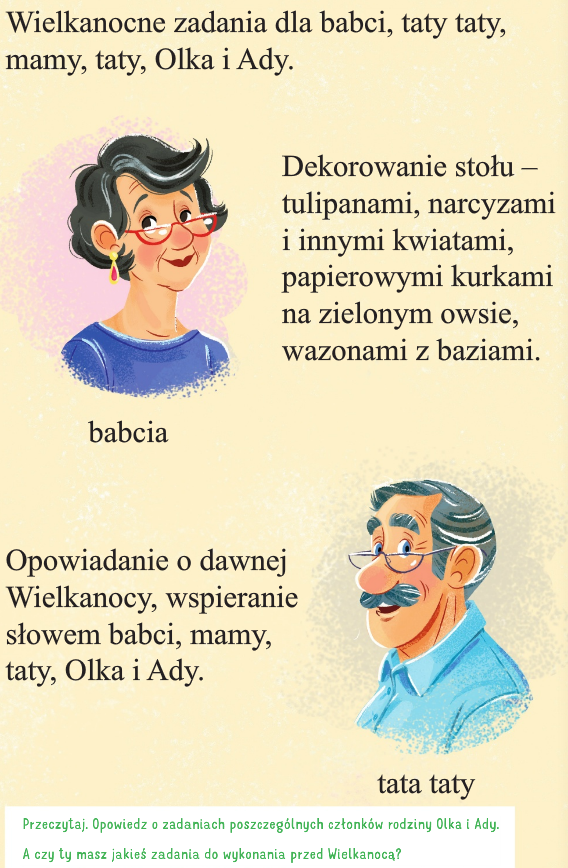 Wielkanocne zadania dla babci, taty taty,
mamy, taty, Olka i Ady.
Dekorowanie stołu –
tulipanami, narcyzami
i innymi kwiatami,
papierowymi kurkami
na zielonym owsie,
wazonami z baziami.
babcia
Opowiadanie o dawnej
Wielkanocy, wspieranie
słowem babci, mamy,
taty, Olka i Ady.
tata taty
Przeczytaj. Opowiedz o zadaniach poszczególnych członków rodziny Olka i Ady.
A czy ty masz jakieś zadania do wykonania przed Wielkanocą?